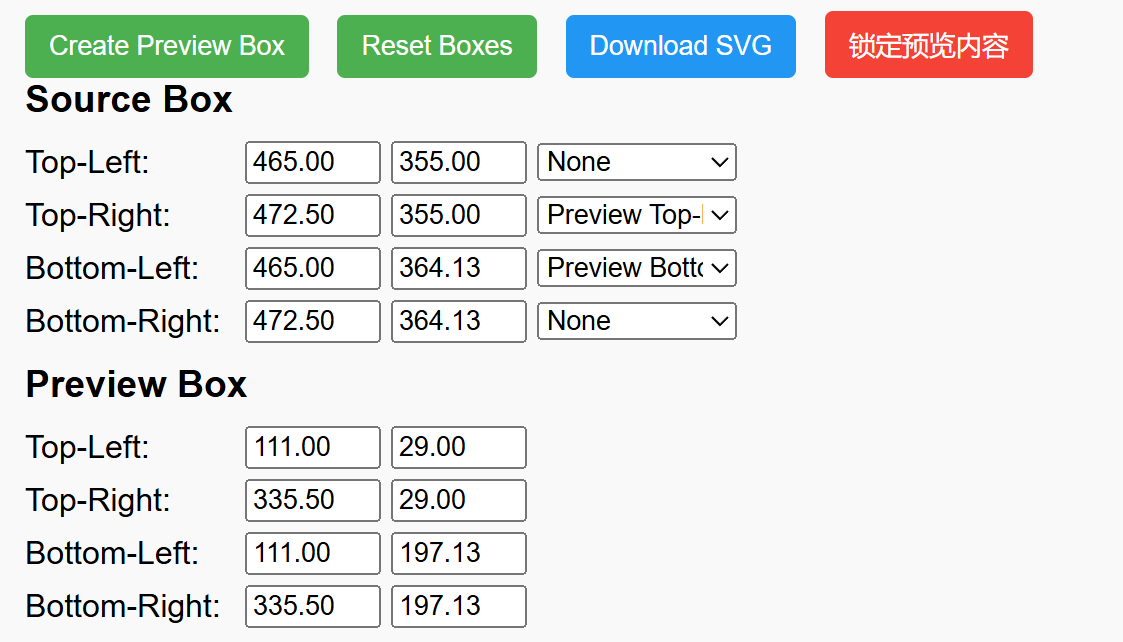 Create Preview Box Reset Boxes Download SVG 锁定预览内容
Source Box
Top-Left: 465.00 355.00 None
Top-Right: 472.50 355.00 Preview Top-
Bottom-Left: 465.00 364.13 Preview Botto
Bottom-Right: 472.50 364.13 None
Preview Box
Top-Left: 111.00 29.00
Top-Right: 335.50 29.00
Bottom-Left: 111.00 197.13
Bottom-Right: 335.50 197.13